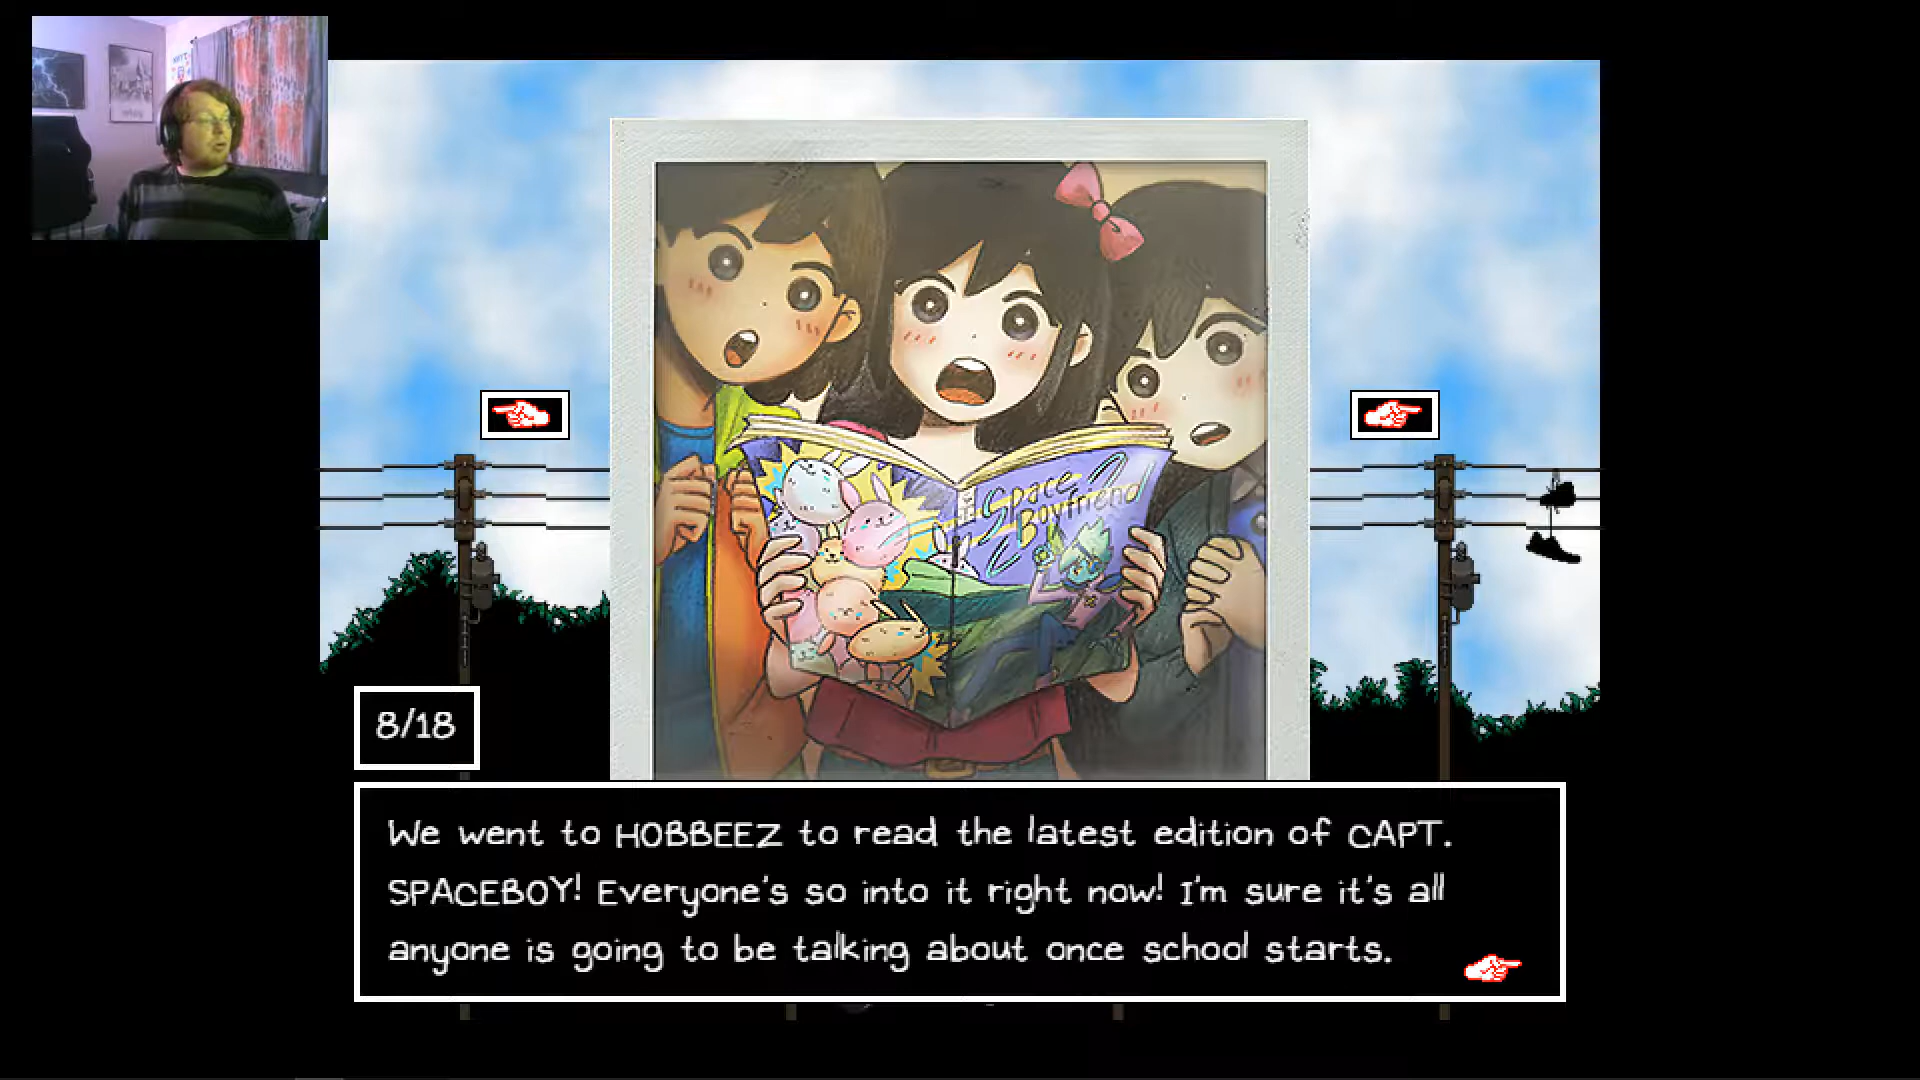 Space
Boyfriend
8/18
We went to HOBBEEZ to read the latest edition of CAPT.
SPACEBOY! Everyone's so into it right now! I'm sure it's all
anyone is going to be talking about once school starts.